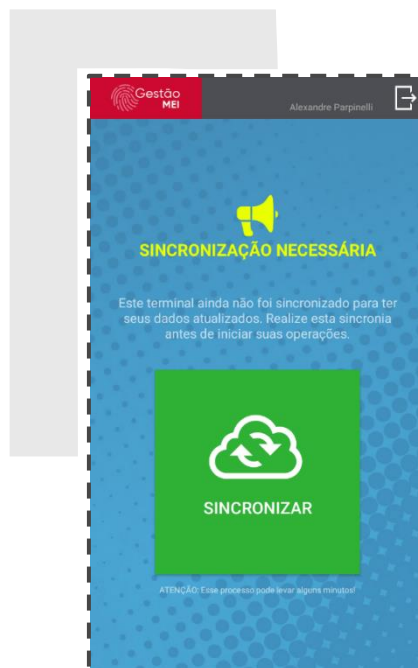 Gestão
MEI
Alexandre Parpinelli
SINCRONIZAÇÃO NECESSÁRIA
Este terminal ainda não foi sincronizado para ter
seus dados atualizados. Realize esta sincronia
antes de iniciar suas operações.
SINCRONIZAR
ATENÇÃO: Esse processo pode levar alguns minutos!